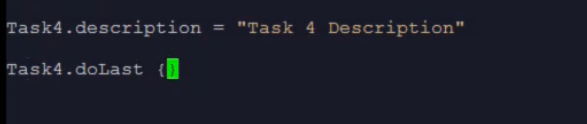 Task4.description = "Task 4 Description"
Task4.doLast {}